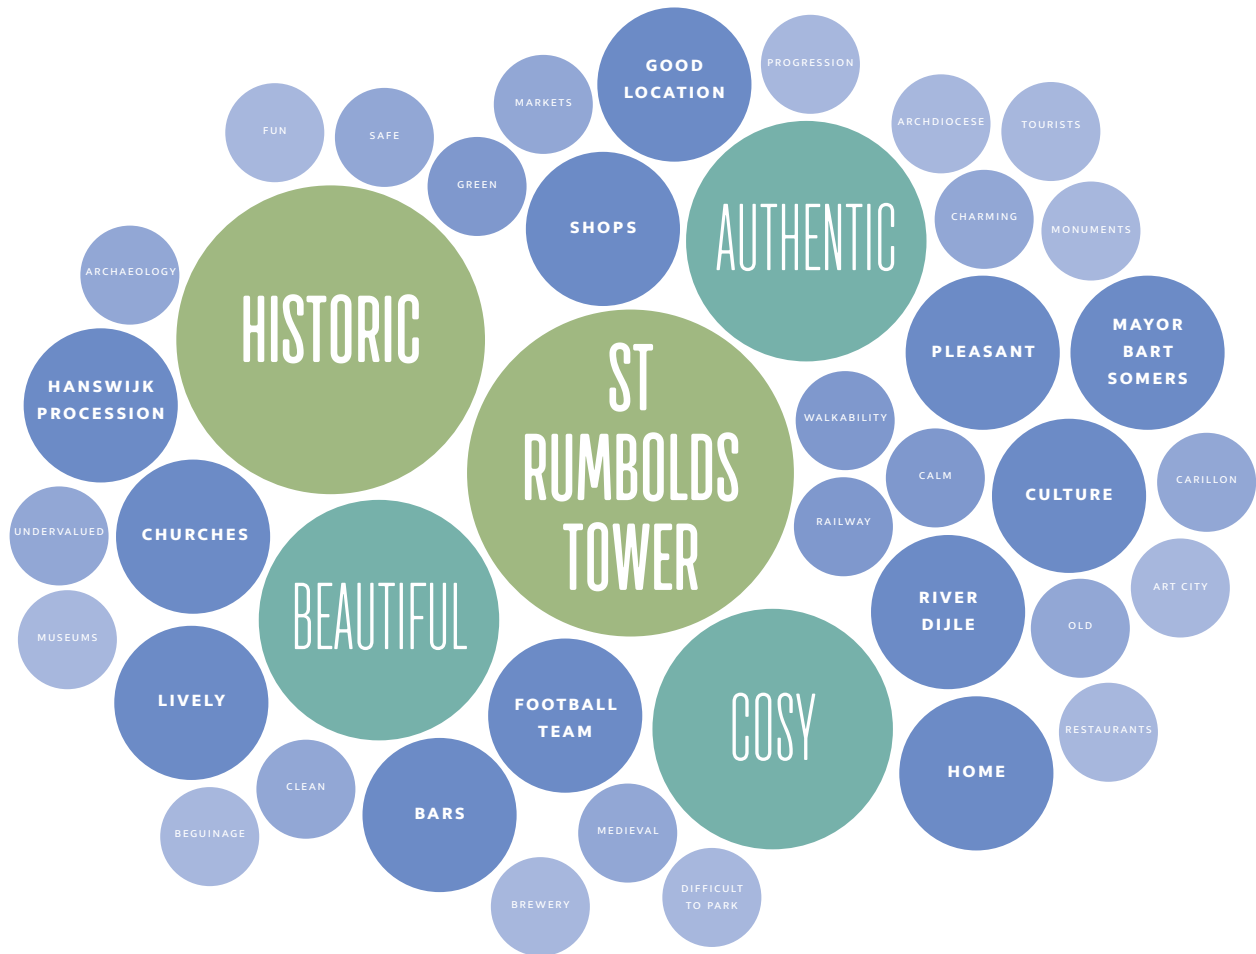 GOOD
LOCATION
PROGRESSION
MARKETS
ARCHDIOCESE
TOURISTS
FUN
SAFE
GREEN
SHOPS
AUTHENTIC
CHARMING
MONUMENTS
ARCHAEOLOGY
HISTORIC
MAYOR
BART
SOMERS
PLEASANT
ST
RUMBOLDS
TOWER
HANSWIJK
PROCESSION
WALKABILITY
CALM
CARILLON
CULTURE
RAILWAY
UNDERVALUED
CHURCHES
ART CITY
BEAUTIFUL
RIVER
DIJLE
OLD
MUSEUMS
LIVELY
FOOTBALL
TEAM
COSY
RESTAURANTS
HOME
CLEAN
BARS
BEGUINAGE
MEDIEVAL
DIFFICULT
TO PARK
BREWERY